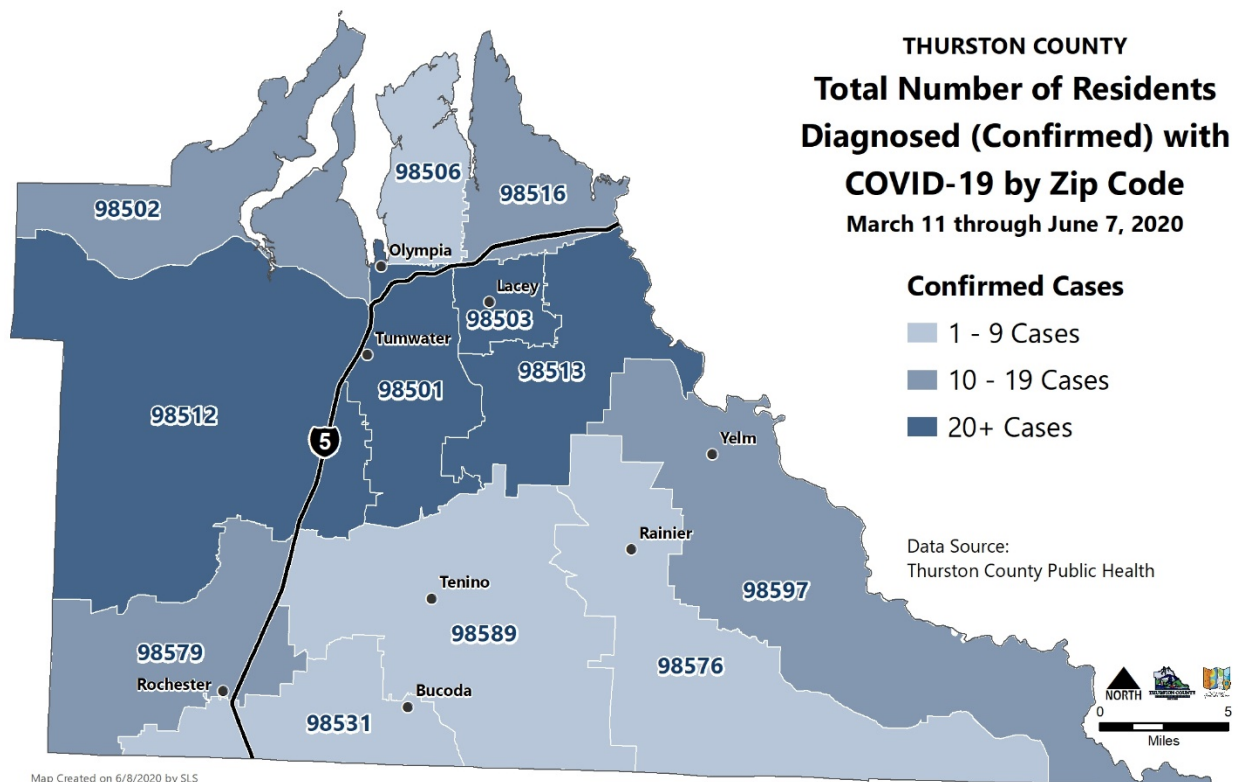 THURSTON COUNTY
Total Number of Residents
Diagnosed (Confirmed) with
COVID-19 by Zip Code
March 11 through June 7, 2020
98506
98502
98516
Olympia
Confirmed Cases
Lacey
98503
1 - 9 Cases
Tumwater
98513
98501
10 - 19 Cases
98512
20+ Cases
5
Yelm
Rainier
Data Source:
Thurston County Public Health
Tenino
98597
98589
98579
98576
Rochester
Bucoda
NORTH
THURSTON COUNTY
98531
0 5
Miles
Map Created on 6/8/2020 by SLS